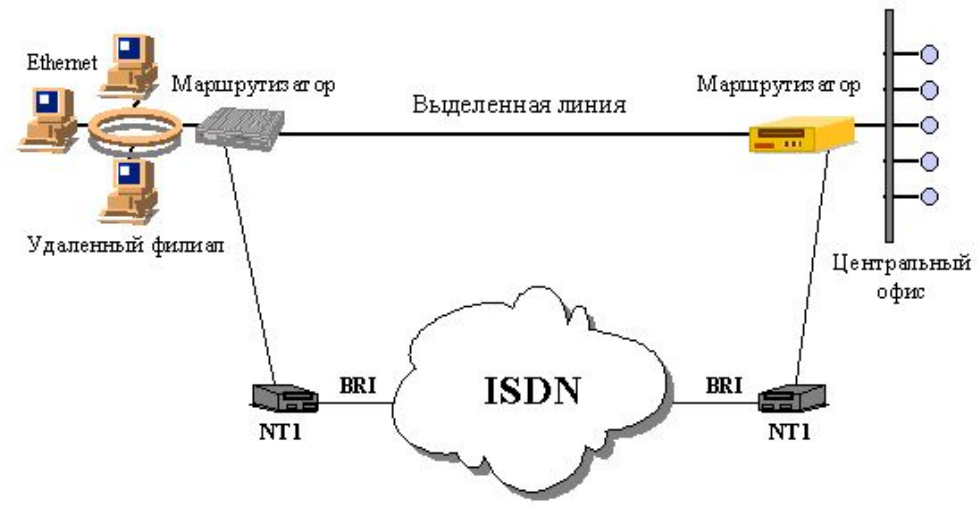 Ethernet
Маршрутизатор
Выделенная линия
Маршрутизатор
Удаленный филиал
Центральный
офис
BRI
ISDN
BRI
NT1
NT1